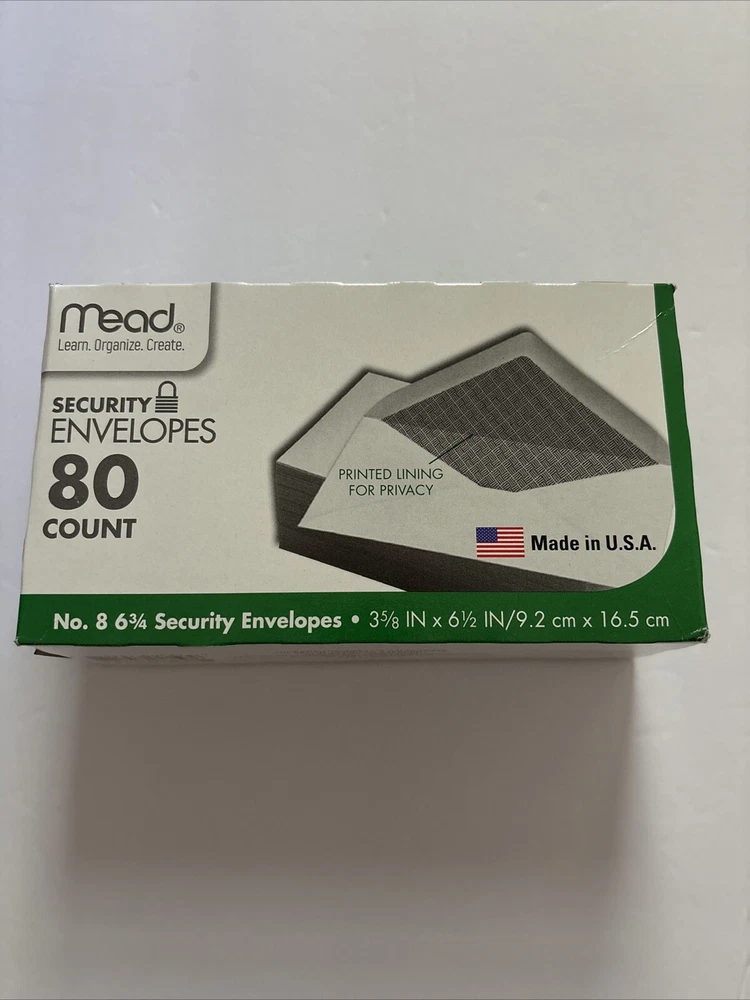 mead®
Learn. Organize. Create.
SECURITY
ENVELOPES
80
COUNT
PRINTED LINING
FOR PRIVACY
Made in U.S.A.
No. 8 6¾ Security Envelopes • 3⅝ IN x 6½ IN/9.2 cm x 16.5 cm